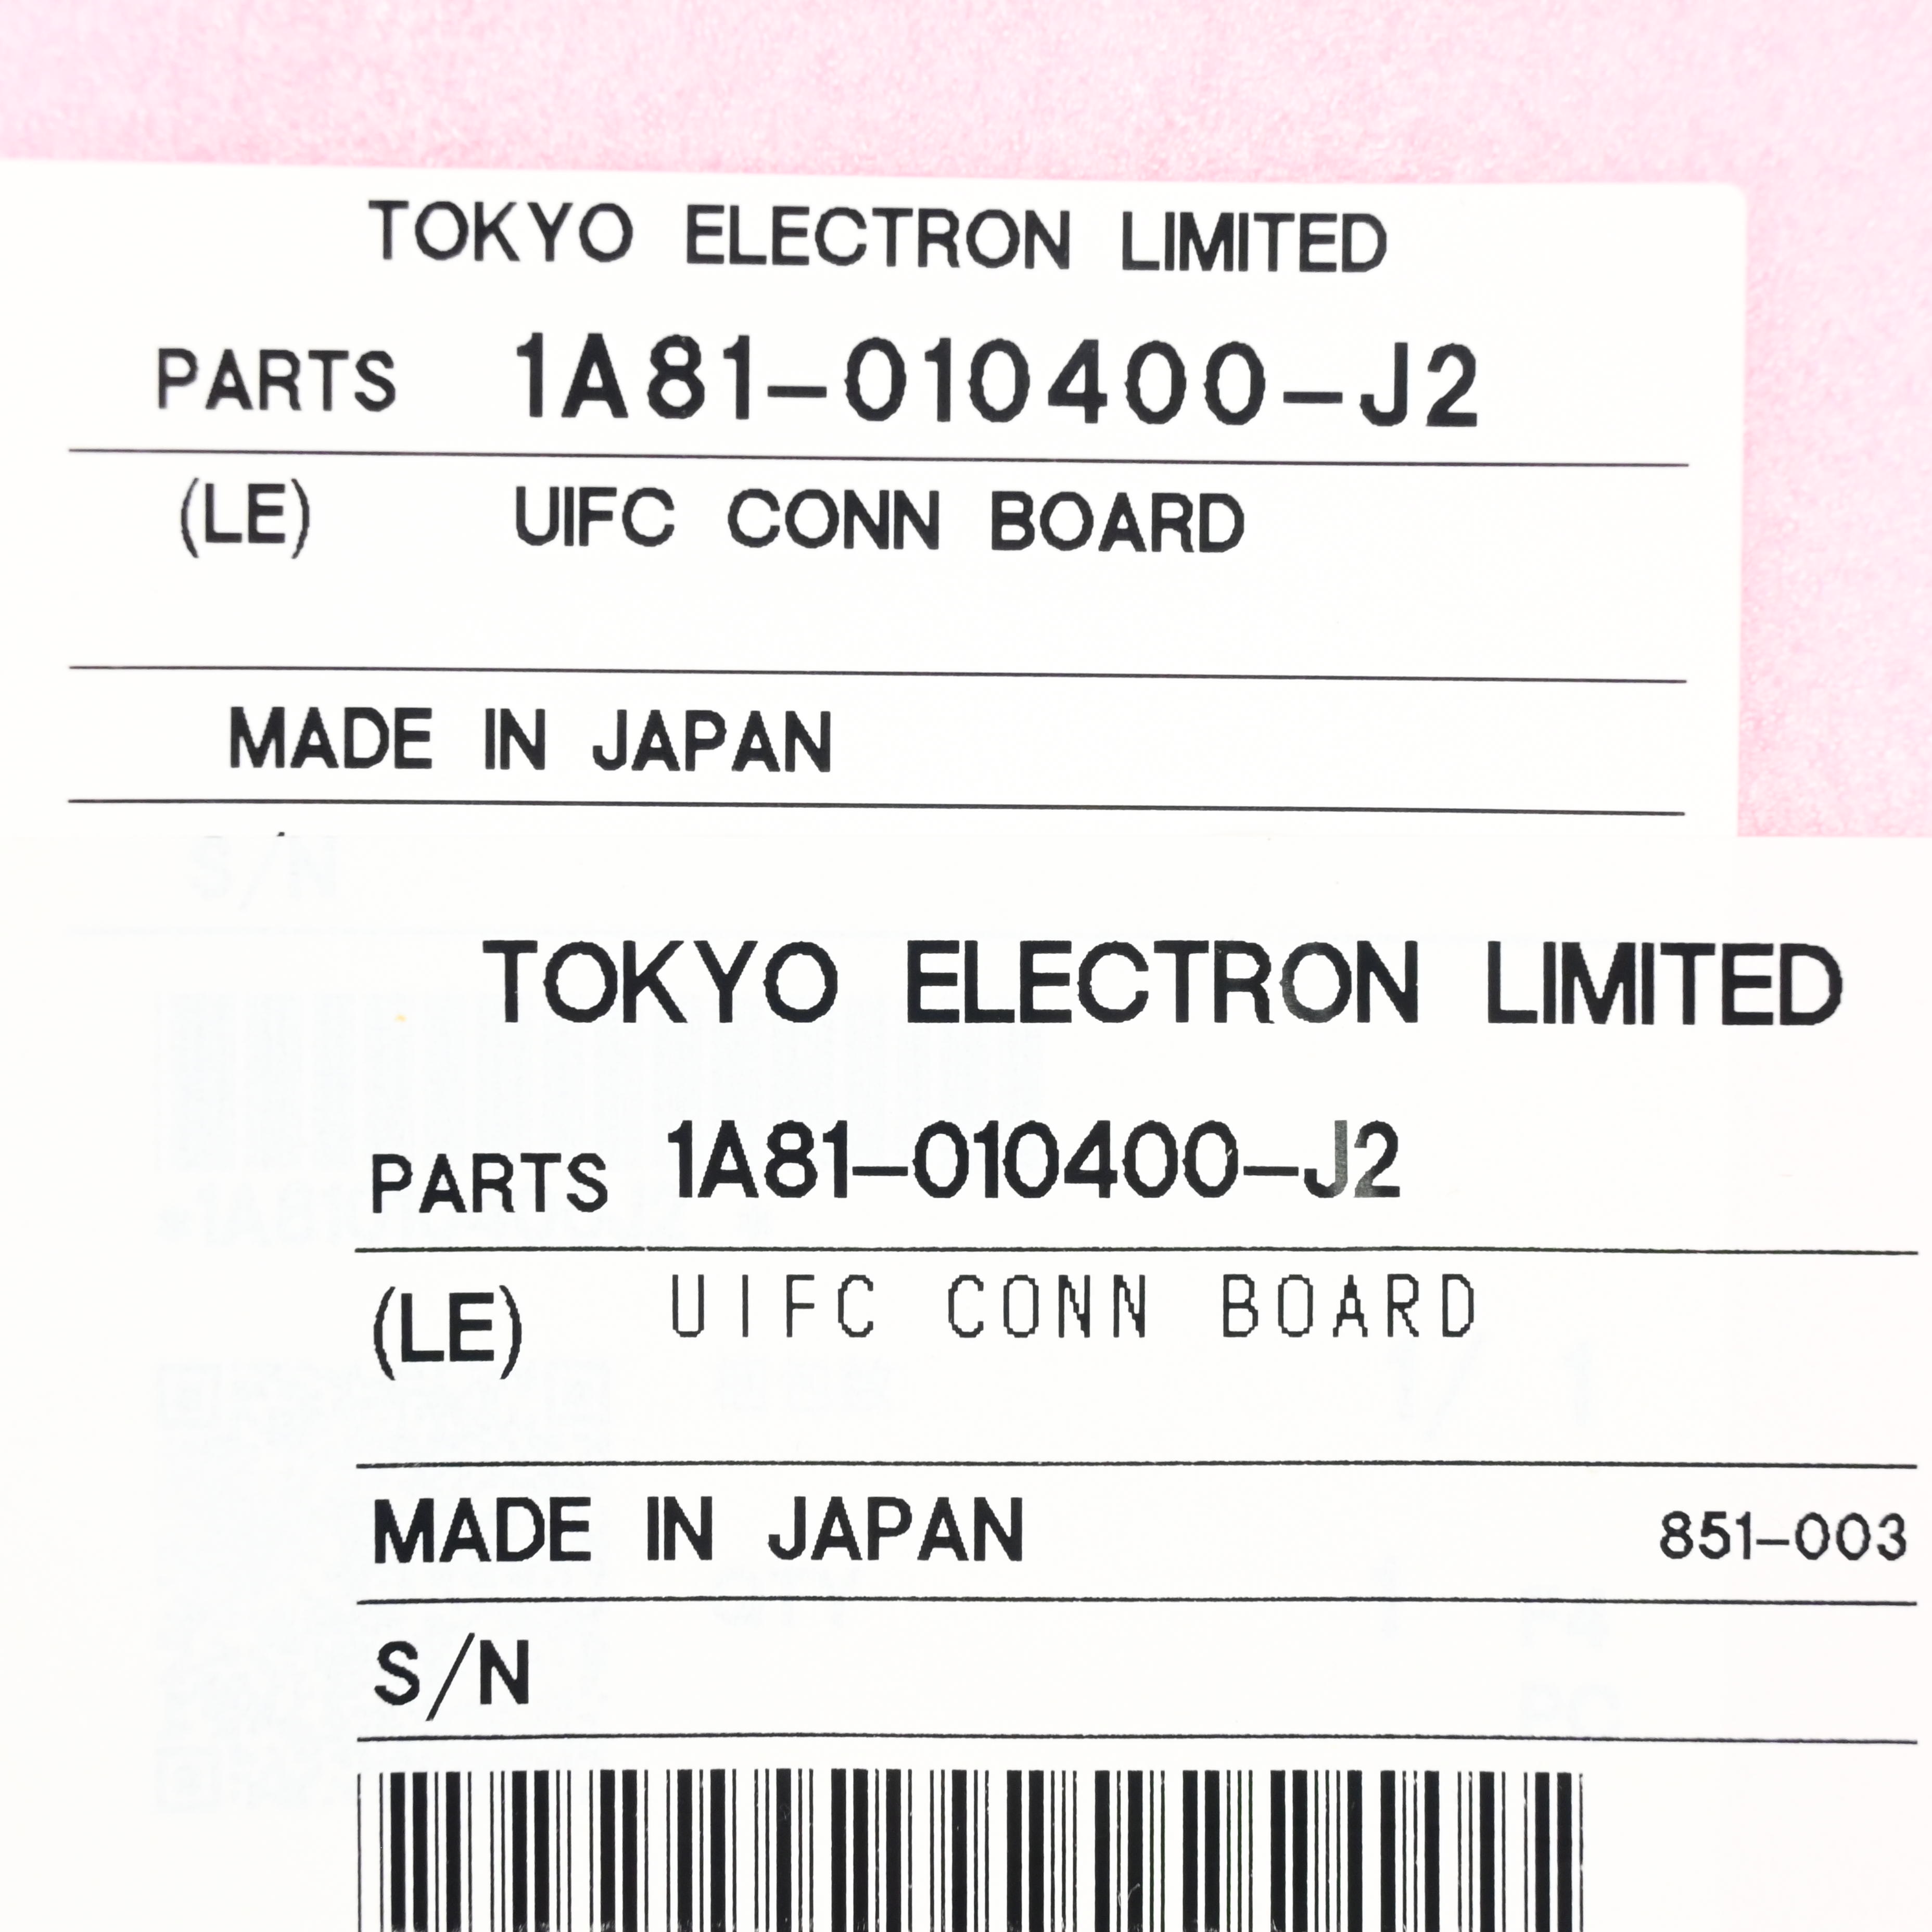 TOKYO ELECTRON LIMITED
PARTS 1A81-010400-J2
(LE) UIFC CONN BOARD
MADE IN JAPAN
S/N
TOKYO ELECTRON LIMITED
PARTS 1A81-010400-J2
(LE) UIFC CONN BOARD
MADE IN JAPAN 851-003
S/N